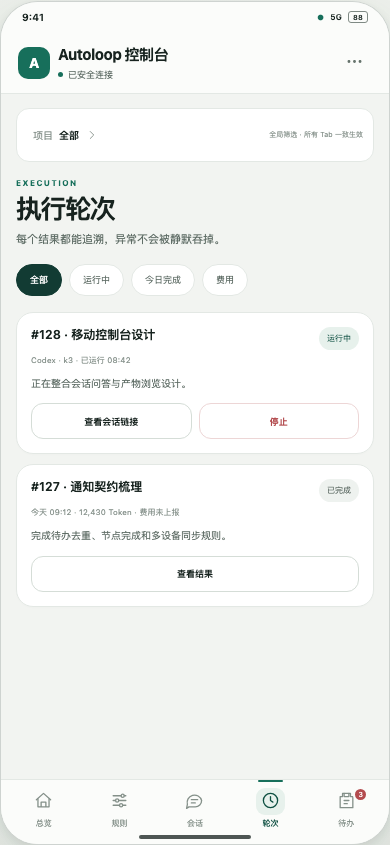 9:41
5G 88
A
Autoloop 控制台
已安全连接
项目 全部
全局筛选 · 所有 Tab 一致生效
EXECUTION
执行轮次
每个结果都能追溯，异常不会被静默吞掉。
全部 运行中 今日完成 费用
#128 · 移动控制台设计
运行中
Codex · k3 · 已运行 08:42
正在整合会话问答与产物浏览设计。
查看会话链接 停止
#127 · 通知契约梳理
已完成
今天 09:12 · 12,430 Token · 费用未上报
完成待办去重、节点完成和多设备同步规则。
查看结果
3
总览 规则 会话 轮次 待办